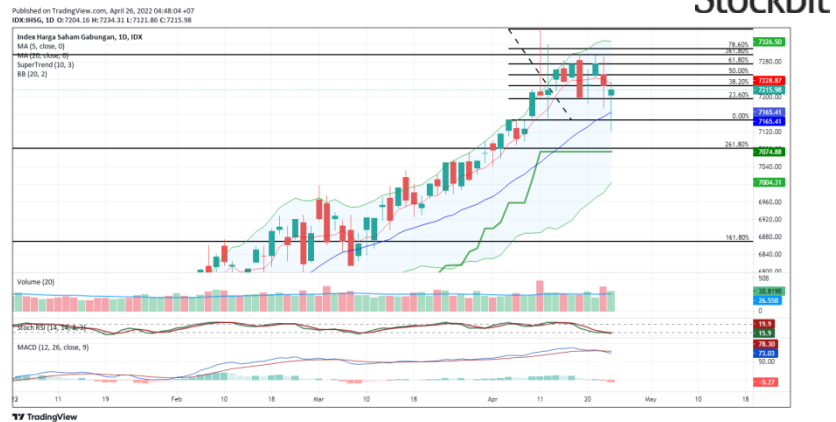 Stockbit
Published on TradingView.com, April 26, 2022 04:48:04 +07
IDX:IHSG, 1D O:7204.16 H:7234.31 L:7121.86 C:7215.98
Index Harga Saham Gabungan, 1D, IDX
MA (5, close, 0)
MA (20, close, 0)
SuperTrend (10, 3)
BB (20, 2)
7326.50
78.60%
361.80%
7280.00
61.80%
50.00%
7228.87
38.20%
7215.98
23.60%
7200.00
7165.41
7165.41
0.00%
7120.00
261.80%
7074.88
7040.00
7004.31
6960.00
6920.00
161.80%
6880.00
6840.00
6800.00
Volume (20)
50B
30.819B
26.55B
0
Stoch RSI (14, 14, 3, 3)
19.9
15.9
MACD (12, 26, close, 9)
78.30
73.03
50.00
-5.27
22 11 19 Feb 10 18 Mar 10 18 Apr 11 20 May 11 18
TradingView